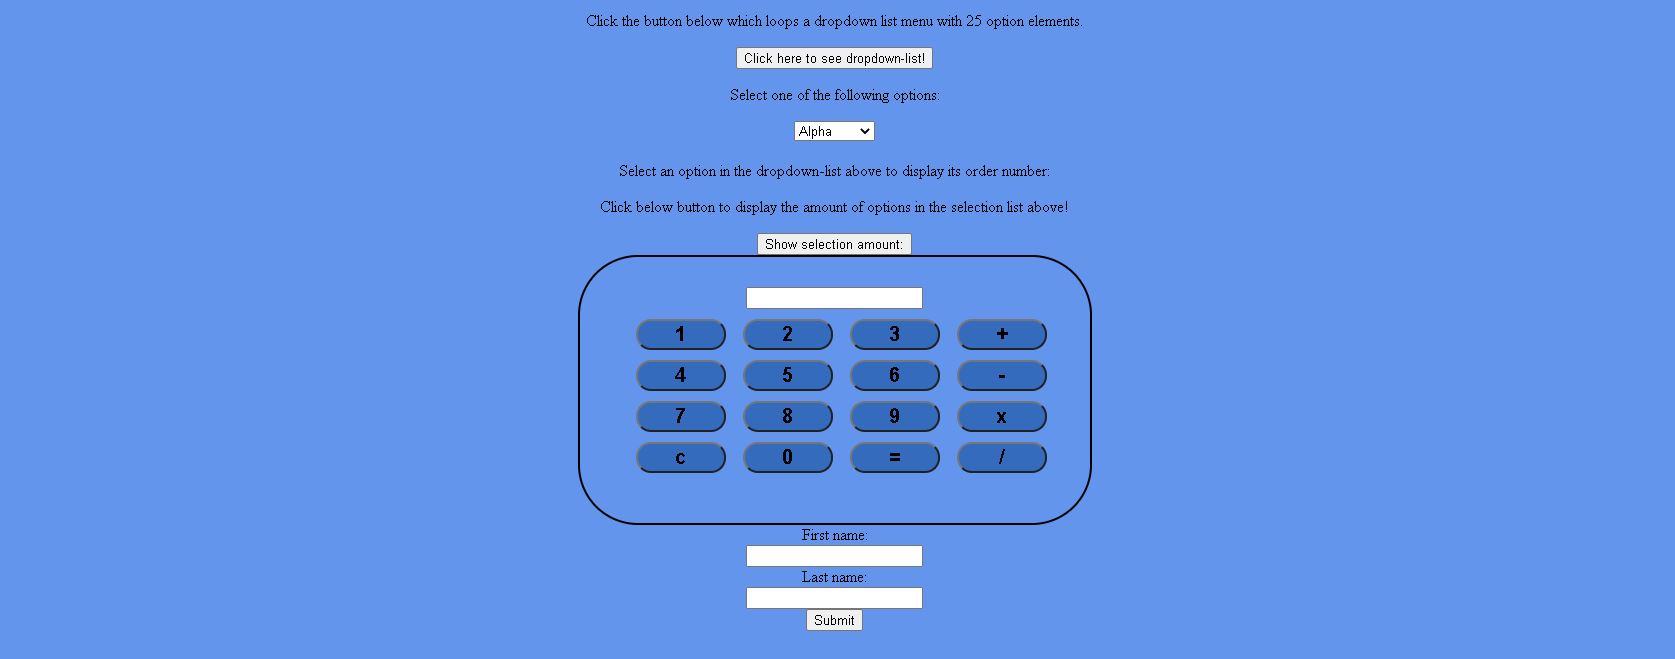 Click the button below which loops a dropdown list menu with 25 option elements.
Click here to see dropdown-list!
Select one of the following options:
Alpha
Select an option in the dropdown-list above to display its order number:
Click below button to display the amount of options in the selection list above!
Show selection amount:
1 2 3 +
4 5 6 -
7 8 9 x
c 0 = /
First name:
Last name:
Submit